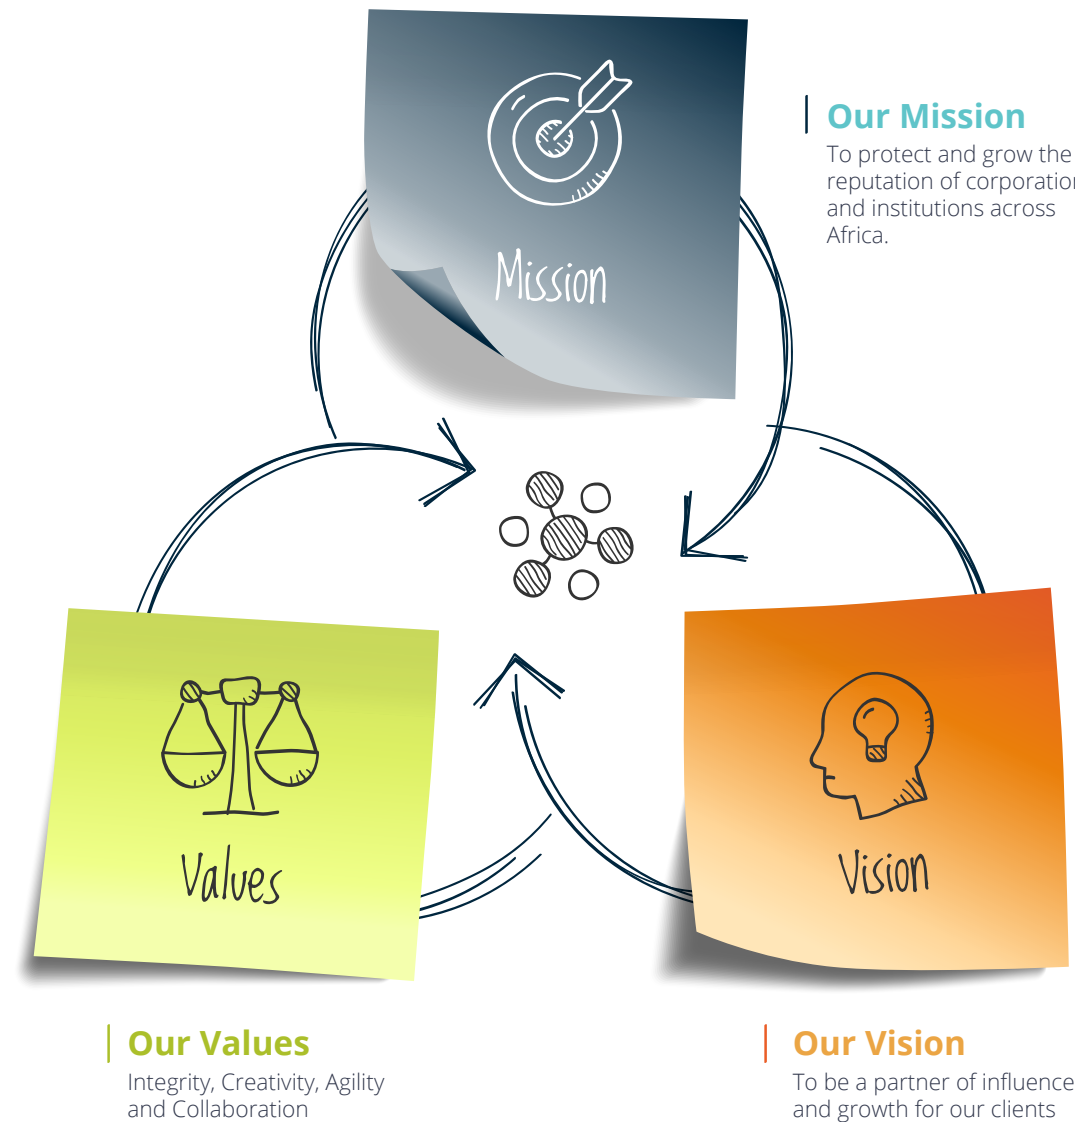 Mission
Our Mission
To protect and grow the
reputation of corporation
and institutions across
Africa.
Values
Vision
Our Values
Integrity, Creativity, Agility
and Collaboration
Our Vision
To be a partner of influence
and growth for our clients